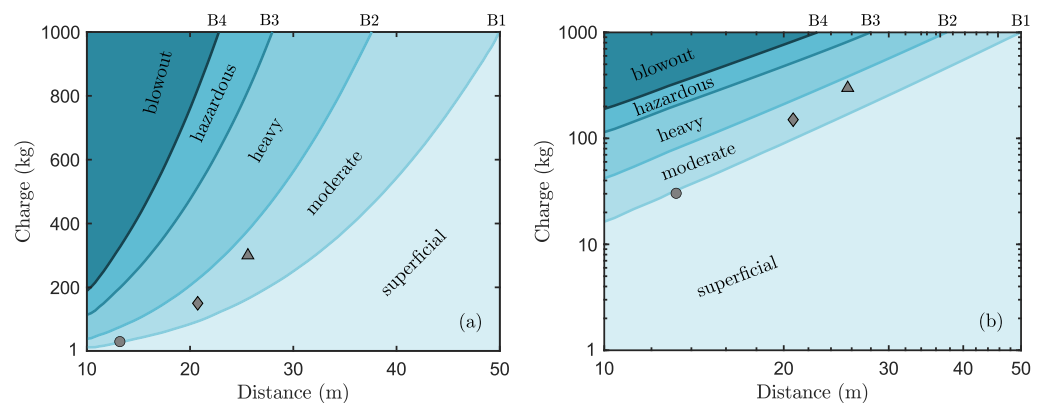 B4 B3 B2 B1
1000
800
600
400
200
1
10 20 30 40 50
Charge (kg)
Distance (m)
blowout
hazardous
heavy
moderate
superficial
(a)
B4 B3 B2 B1
1000
100
10
1
10 20 30 40 50
Charge (kg)
Distance (m)
blowout
hazardous
heavy
moderate
superficial
(b)